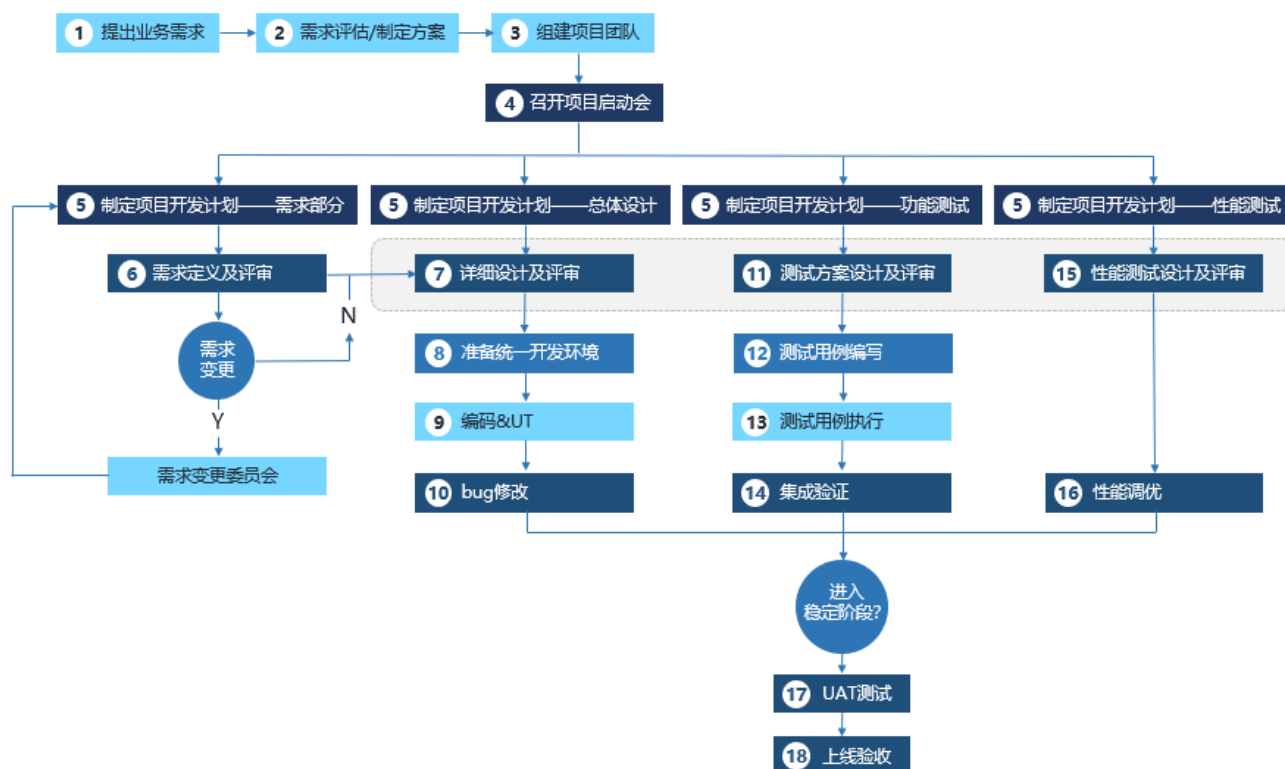 1 提出业务需求
2 需求评估/制定方案
3 组建项目团队
4 召开项目启动会
5 制定项目开发计划——需求部分
5 制定项目开发计划——总体设计
5 制定项目开发计划——功能测试
5 制定项目开发计划——性能测试
6 需求定义及评审
7 详细设计及评审
11 测试方案设计及评审
15 性能测试设计及评审
N
需求
变更
8 准备统一开发环境
12 测试用例编写
Y
9 编码&UT
13 测试用例执行
需求变更委员会
10 bug修改
14 集成验证
16 性能调优
进入
稳定阶段?
17 UAT测试
18 上线验收